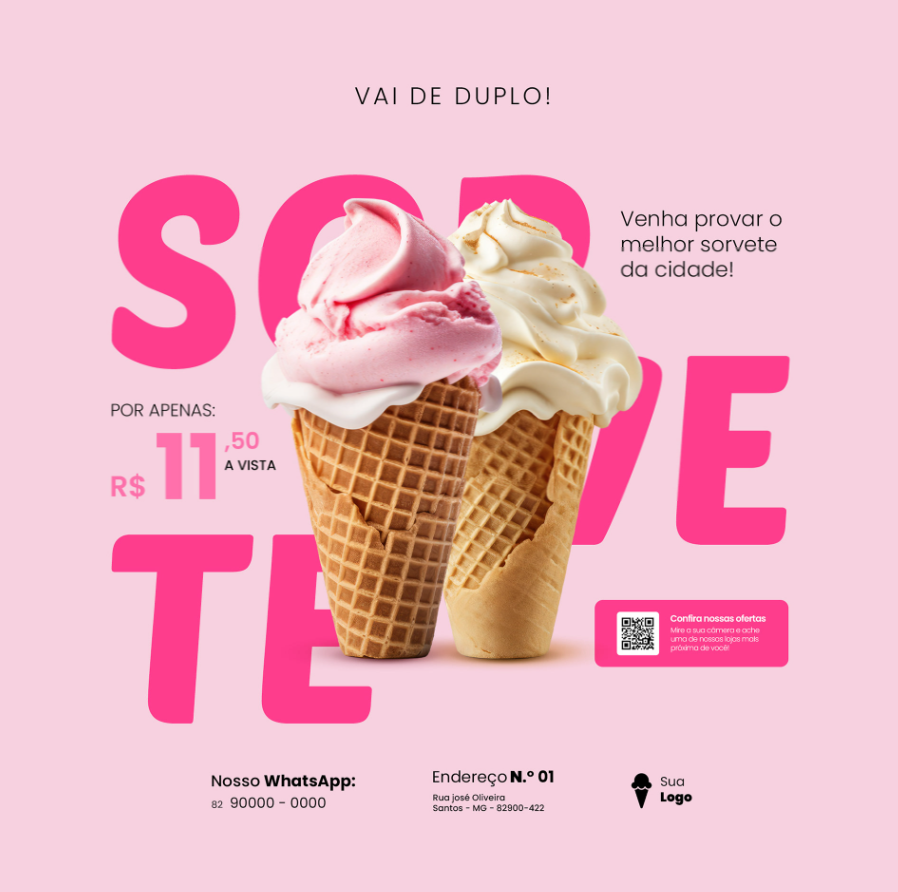 VAI DE DUPLO!
SOR
Venha provar o
melhor sorvete
da cidade!
VE
POR APENAS:
R$ 11,50
A VISTA
TE
Confira nossas ofertas
Mire a sua câmera e ache
uma de nossas lojas mais
próxima de você!
Nosso WhatsApp:
82 90000 - 0000
Endereço N.º 01
Rua josé Oliveira
Santos - MG - 82900-422
Sua
Logo